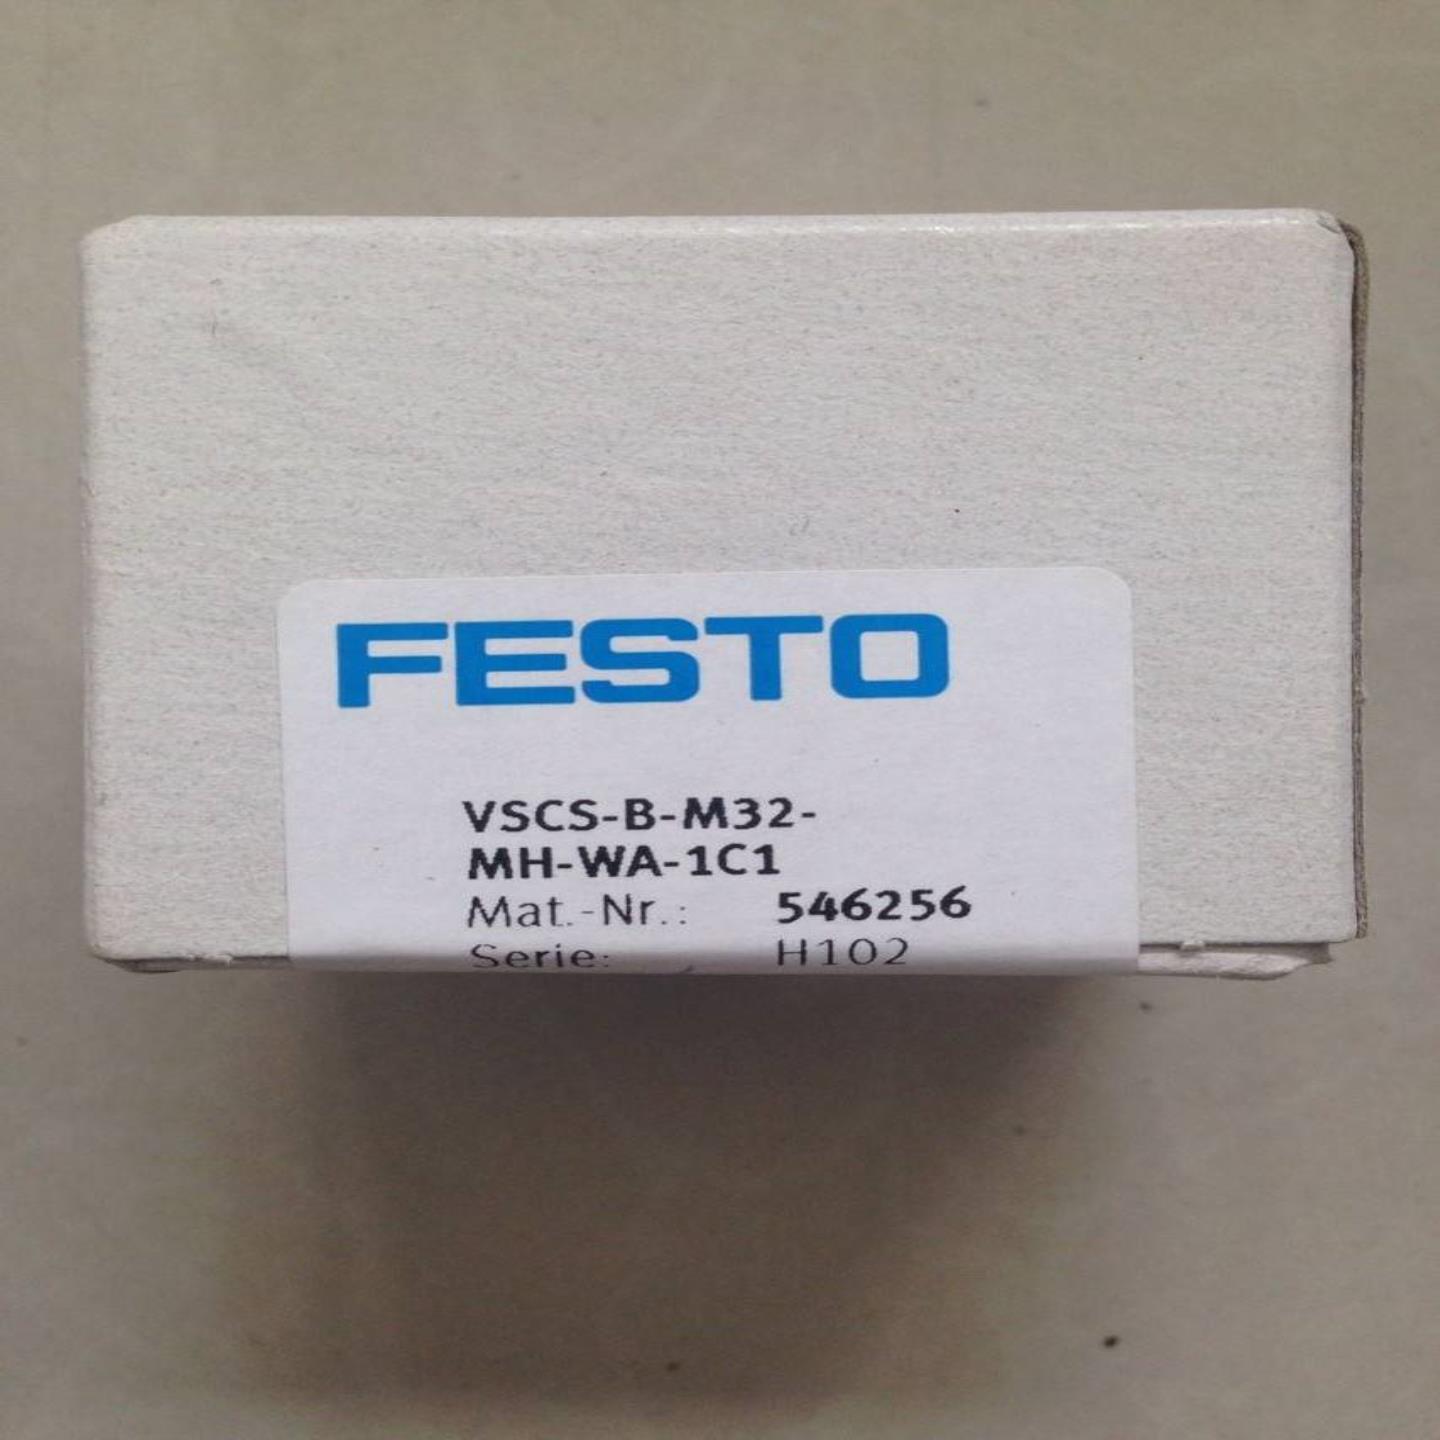 FESTO
VSCS-B-M32-
MH-WA-1C1
Mat.-Nr.: 546256
Serie: H102